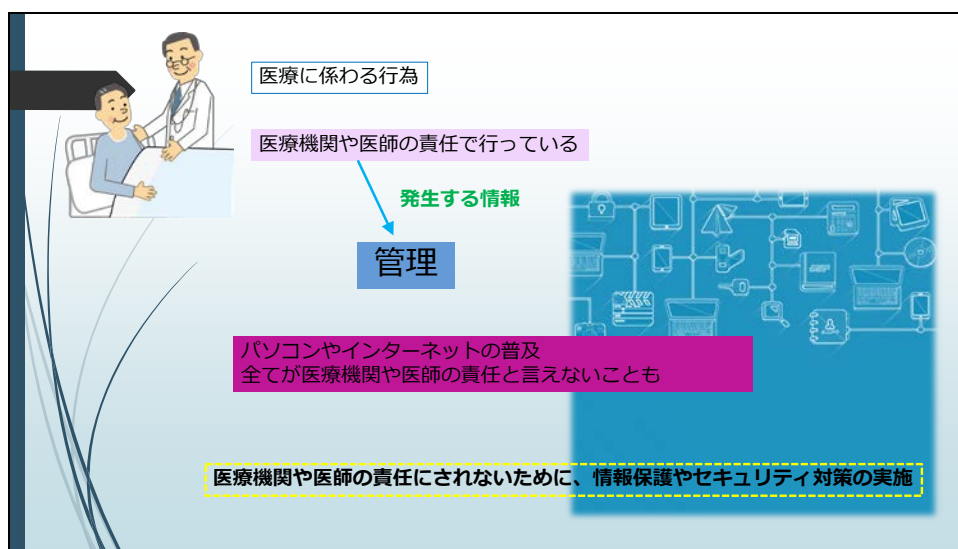 医療に係わる行為
医療機関や医師の責任で行っている
発生する情報
管理
パソコンやインターネットの普及
全てが医療機関や医師の責任と言えないことも
医療機関や医師の責任にされないために、情報保護やセキュリティ対策の実施